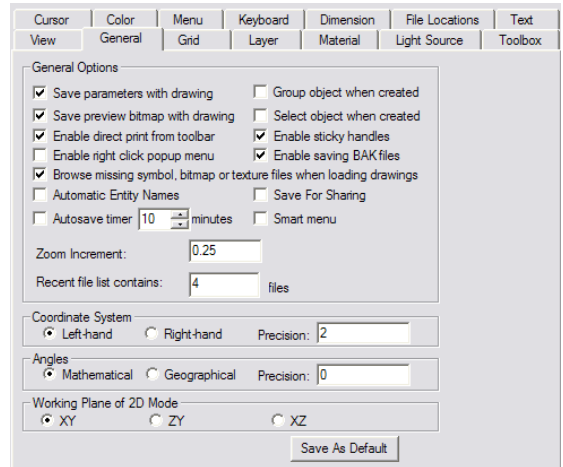 Cursor Color Menu Keyboard Dimension File Locations Text
View General Grid Layer Material Light Source Toolbox
General Options
Save parameters with drawing Group object when created
Save preview bitmap with drawing Select object when created
Enable direct print from toolbar Enable sticky handles
Enable right click popup menu Enable saving BAK files
Browse missing symbol, bitmap or texture files when loading drawings
Automatic Entity Names Save For Sharing
Autosave timer 10 minutes Smart menu
Zoom Increment: 0.25
Recent file list contains: 4 files
Coordinate System
Left-hand Right-hand Precision: 2
Angles
Mathematical Geographical Precision: 0
Working Plane of 2D Mode
XY ZY XZ
Save As Default